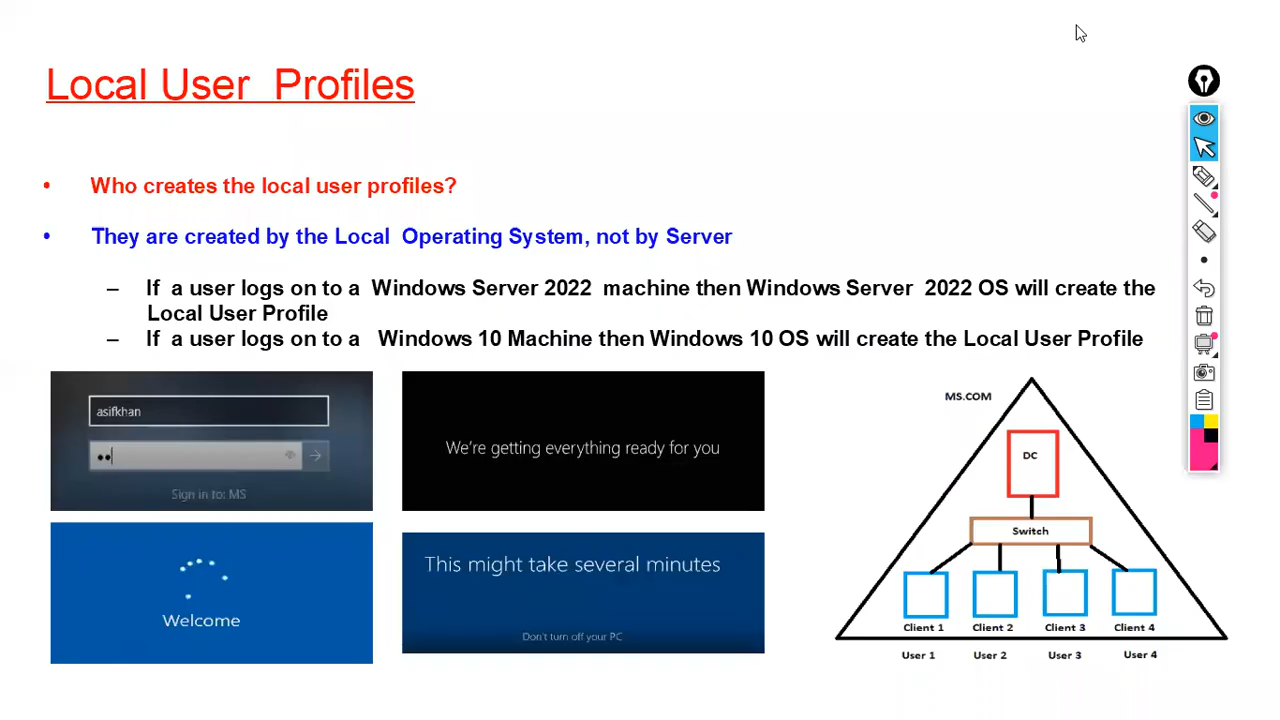 Local User Profiles
• Who creates the local user profiles?
• They are created by the Local Operating System, not by Server
– If a user logs on to a Windows Server 2022 machine then Windows Server 2022 OS will create the
Local User Profile
– If a user logs on to a Windows 10 Machine then Windows 10 OS will create the Local User Profile
asifkhan
Sign in to: MS
We're getting everything ready for you
Welcome
This might take several minutes
Don't turn off your PC
MS.COM
DC
Switch
Client 1 Client 2 Client 3 Client 4
User 1 User 2 User 3 User 4